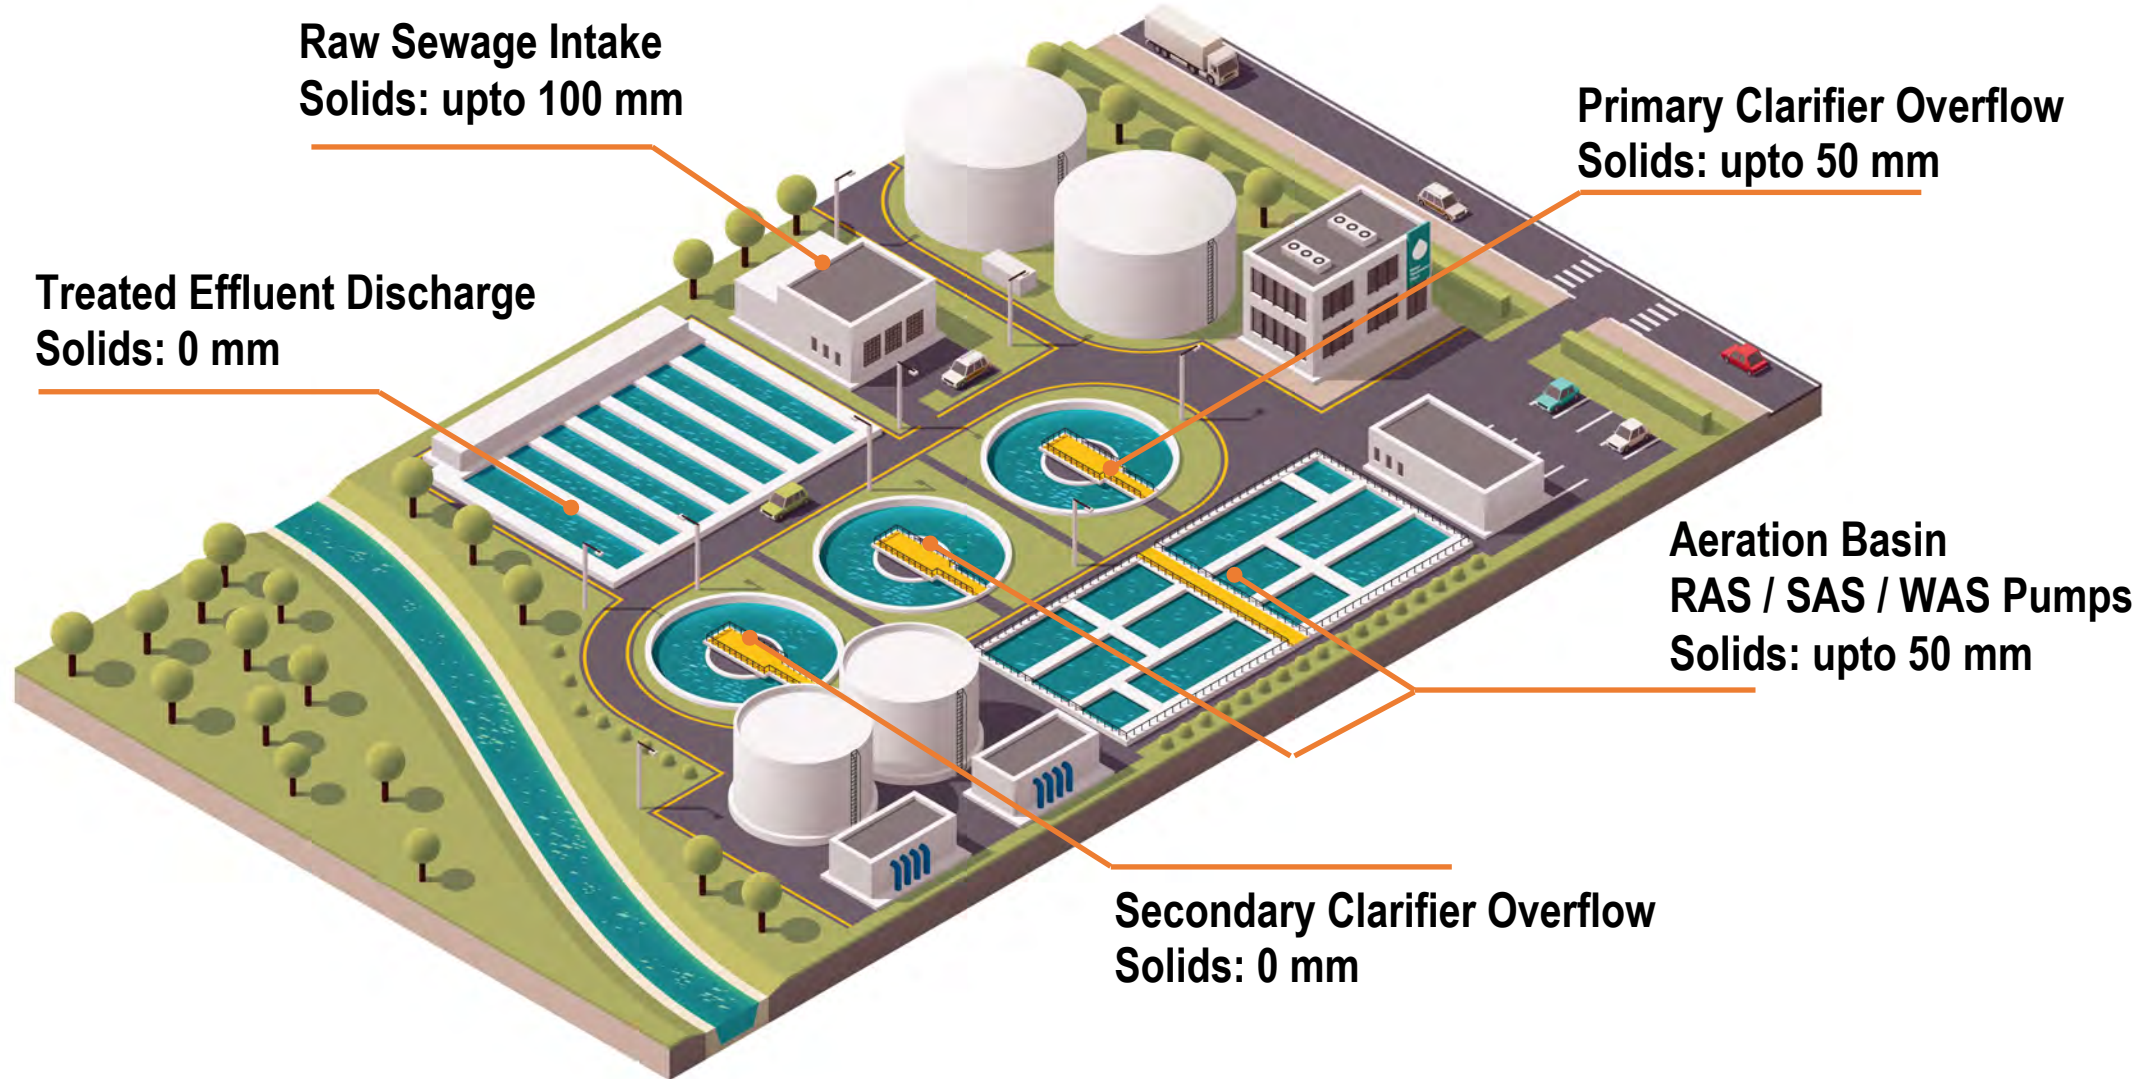 Raw Sewage Intake
Solids: upto 100 mm
Primary Clarifier Overflow
Solids: upto 50 mm
Treated Effluent Discharge
Solids: 0 mm
Aeration Basin
RAS / SAS / WAS Pumps
Solids: upto 50 mm
Secondary Clarifier Overflow
Solids: 0 mm